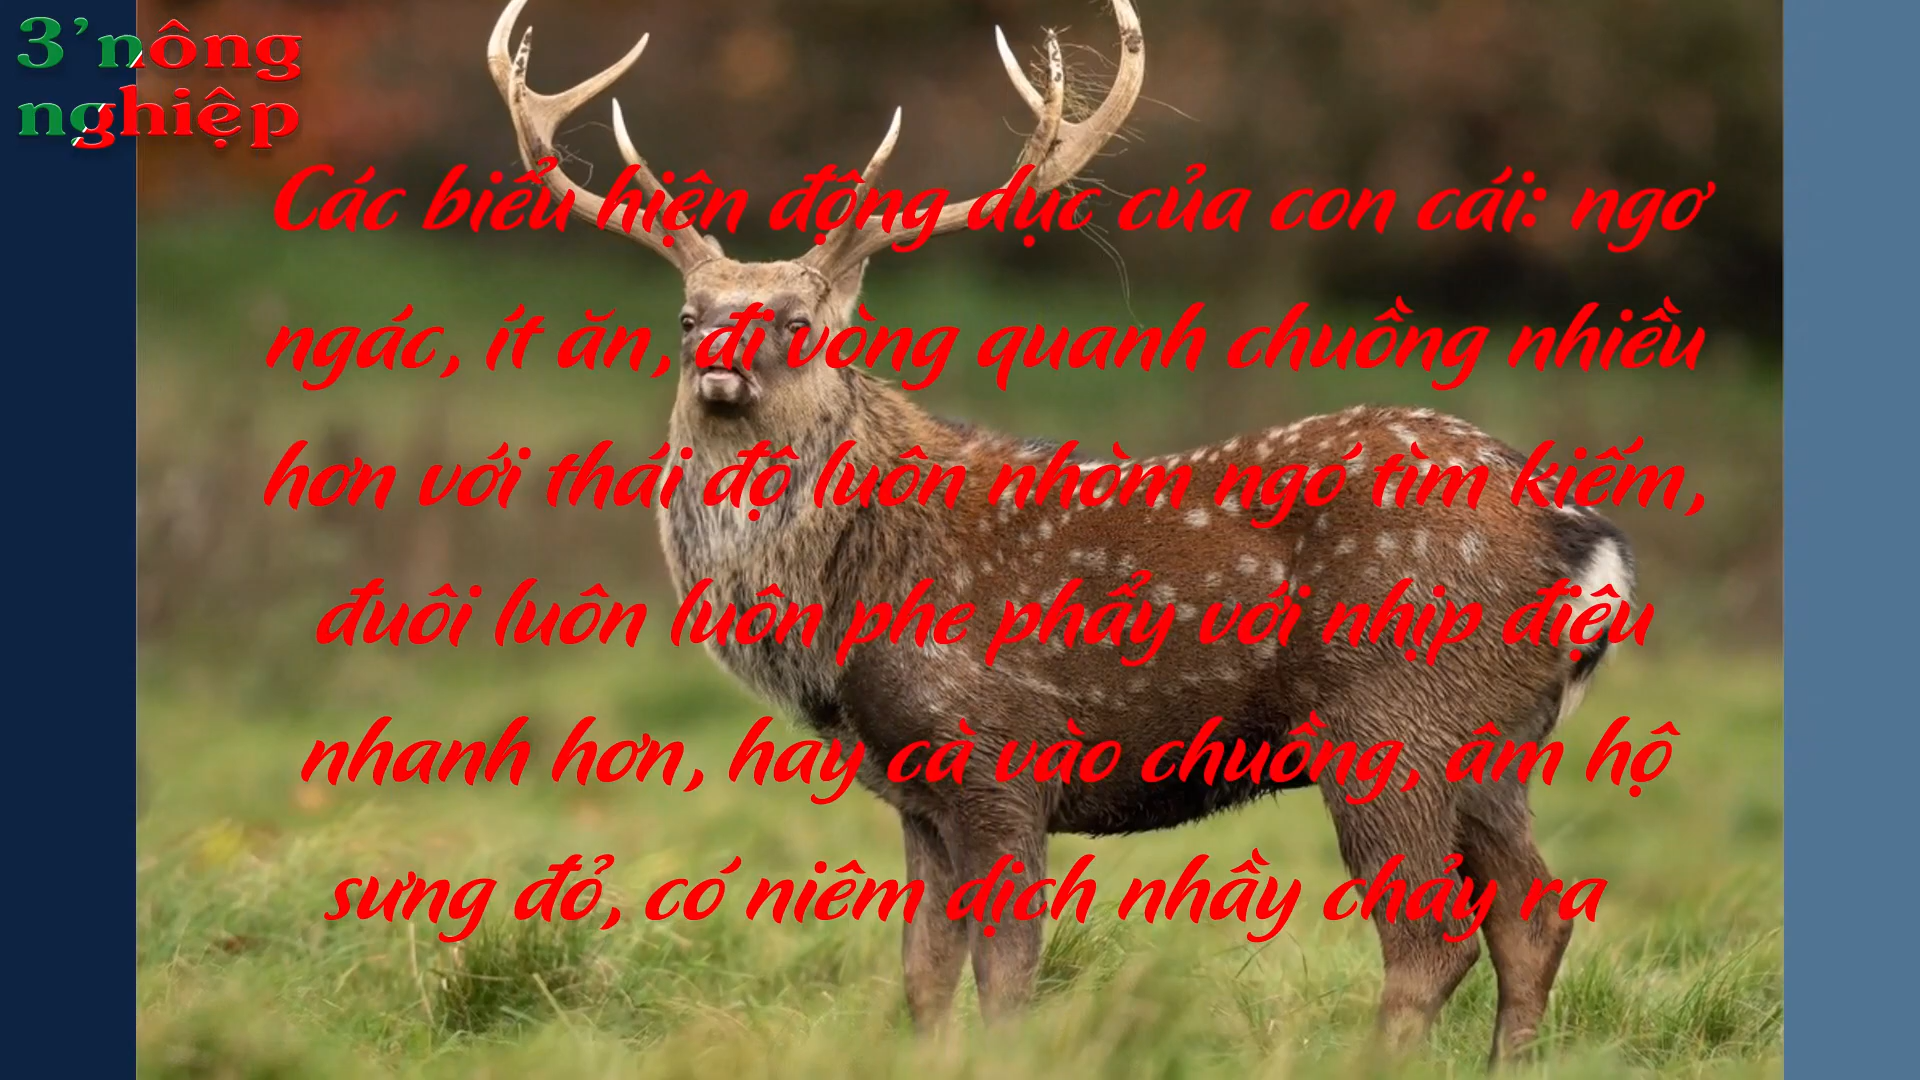 3’nông
nghiệp
Các biểu hiện động dục của con cái: ngơ
ngác, ít ăn, đi vòng quanh chuồng nhiều
hơn với thái độ luôn nhòm ngó tìm kiếm,
đuôi luôn luôn phe phẩy với nhịp điệu
nhanh hơn, hay cà vào chuồng, âm hộ
sưng đỏ, có niêm dịch nhầy chảy ra